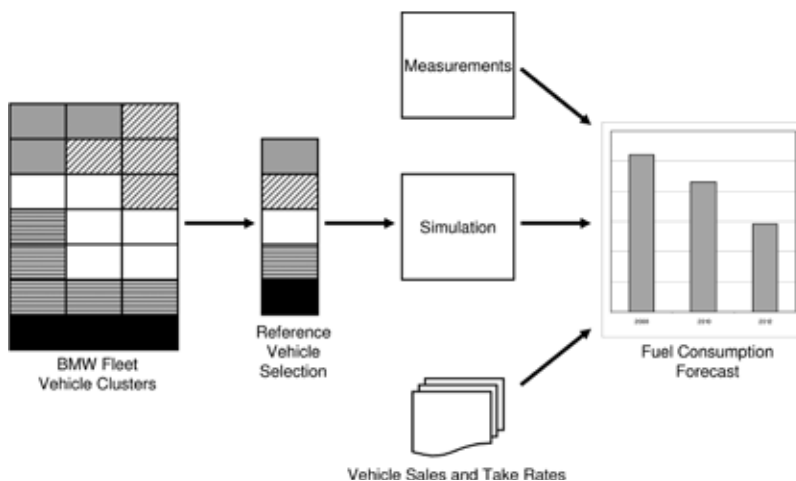 Measurements
Simulation
BMW Fleet
Vehicle Clusters
Reference
Vehicle
Selection
Fuel Consumption
Forecast
Vehicle Sales and Take Rates